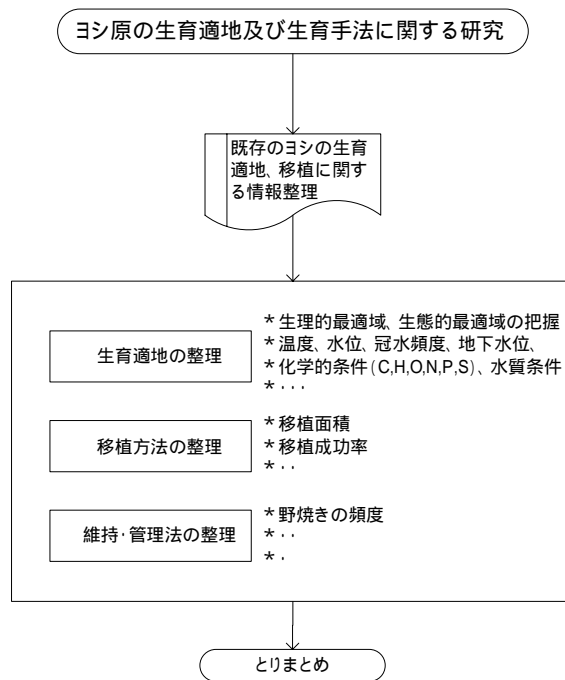 ヨシ原の生育適地及び生育手法に関する研究
既存のヨシの生育
適地、移植に関す
る情報整理
生育適地の整理
*生理的最適域、生態的最適域の把握
*温度、水位、冠水頻度、地下水位、
*化学的条件(C,H,O,N,P,S)、水質条件
*・・・
移植方法の整理
*移植面積
*移植成功率
*・・
維持・管理法の整理
*野焼きの頻度
*・・
*・
とりまとめ